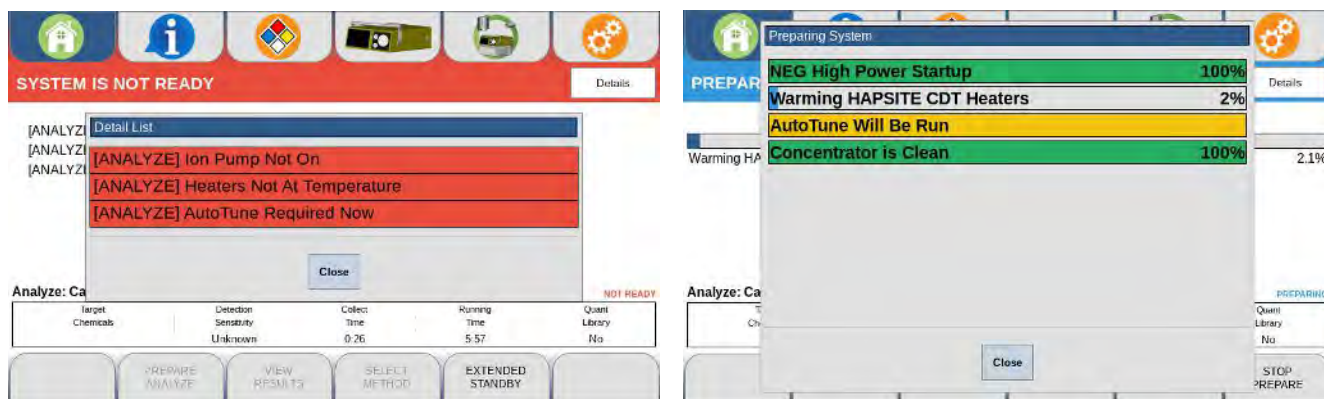 SYSTEM IS NOT READY
Details
[ANALYZ
[ANALYZ
[ANALYZ
Detail List
[ANALYZE] Ion Pump Not On
[ANALYZE] Heaters Not At Temperature
[ANALYZE] AutoTune Required Now
Close
Analyze: Ca
NOT READY
Target Chemicals
Detection Sensitivity
Collect Time
Running Time
Quant Library
Unknown
0:26
5:57
No
PREPARE ANALYZE
VIEW RESULTS
SELECT METHOD
EXTENDED STANDBY
PREPAR
Details
Preparing System
NEG High Power Startup 100%
Warming HAPSITE CDT Heaters 2%
AutoTune Will Be Run
Concentrator is Clean 100%
Warming HA
2.1%
Close
Analyze: Ca
PREPARING
Ch
Quant Library
No
STOP PREPARE